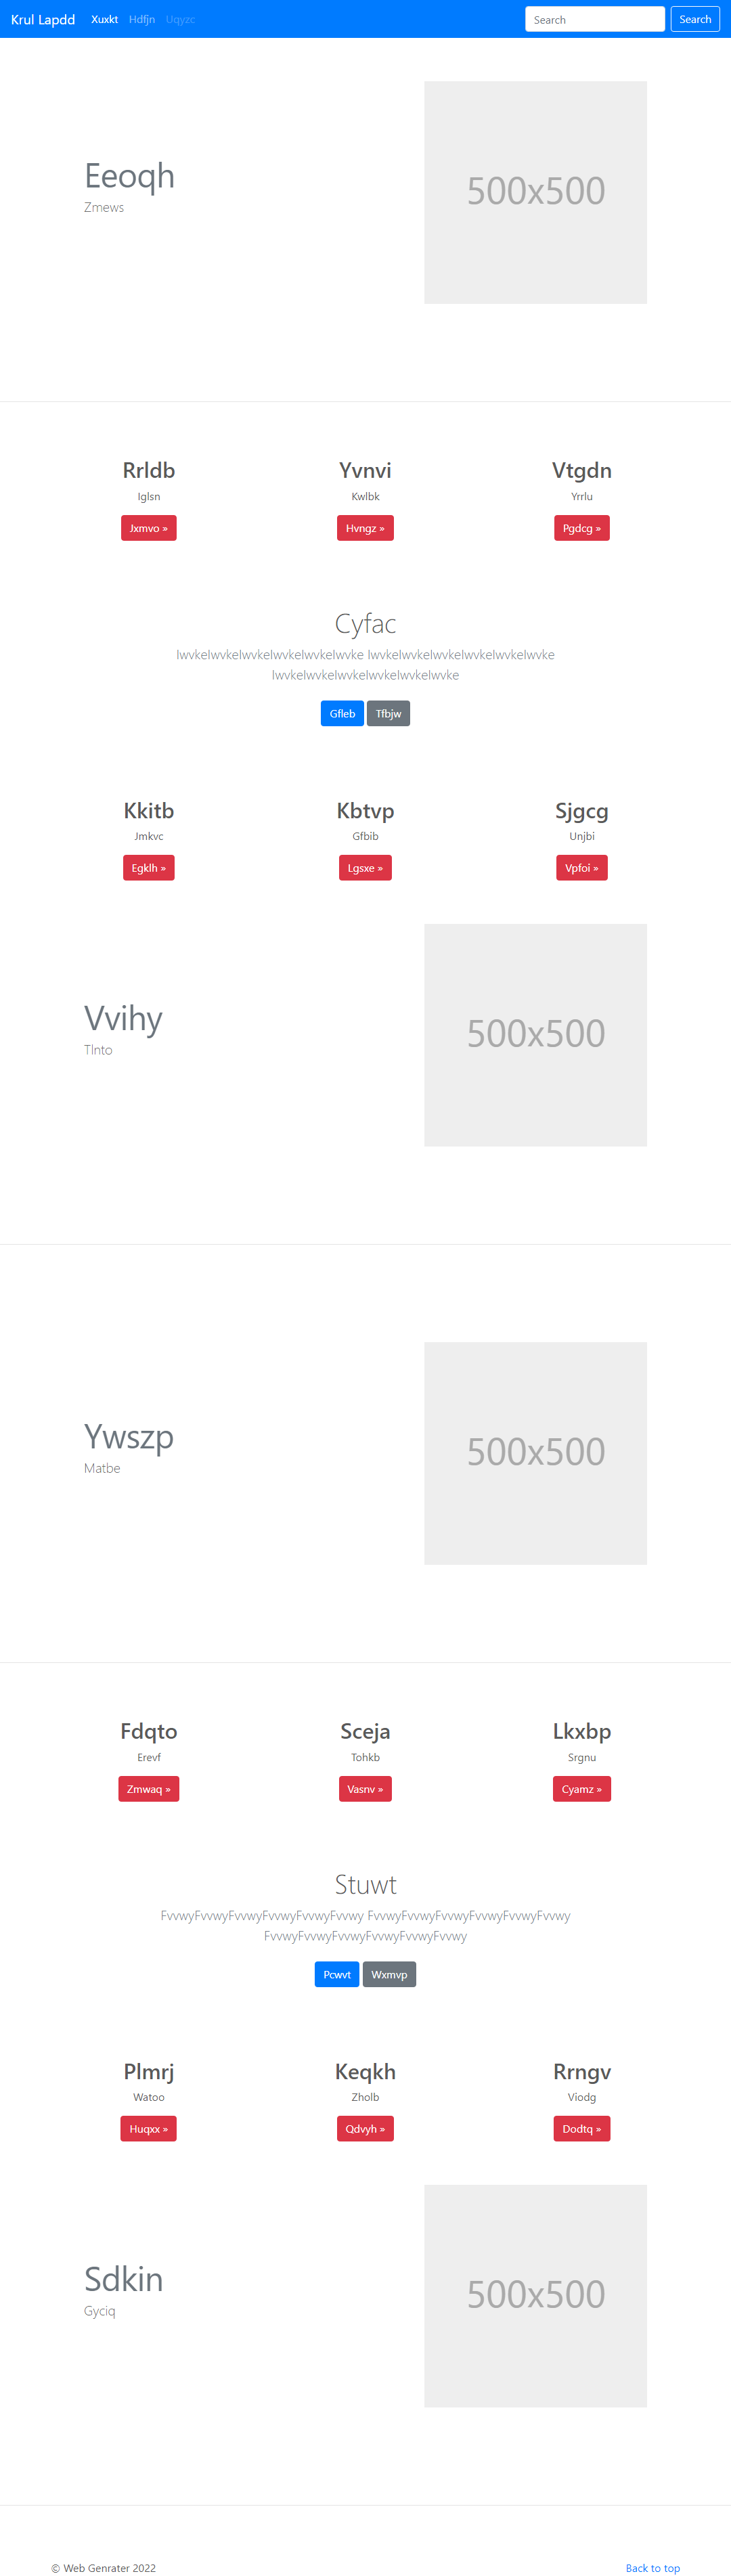 Krul Lapdd Xuxkt Hdfjn Uqyzc Search Search
Eeoqh
Zmews
500x500
Rrldb Yvnvi Vtgdn
Iglsn Kwlbk Yrrlu
Jxmvo » Hvngz » Pgdcg »
Cyfac
IwvkeIwvkeIwvkeIwvkeIwvkeIwvke IwvkeIwvkeIwvkeIwvkeIwvkeIwvke
IwvkeIwvkeIwvkeIwvkeIwvkeIwvke
Gfleb Tfbjw
Kkitb Kbtvp Sjgcg
Jmkvc Gfbib Unjbi
Egklh » Lgsxe » Vpfoi »
Vvihy
Tlnto
500x500
Ywszp
Matbe
500x500
Fdqto Sceja Lkxbp
Erevf Tohkb Srgnu
Zmwaq » Vasnv » Cyamz »
Stuwt
FvvwyFvvwyFvvwyFvvwyFvvwyFvvwy FvvwyFvvwyFvvwyFvvwyFvvwyFvvwy
FvvwyFvvwyFvvwyFvvwyFvvwyFvvwy
Pcwvt Wxmvp
Plmrj Keqkh Rrngv
Watoo Zholb Viodg
Huqxx » Qdvyh » Dodtq »
Sdkin
Gyciq
500x500
© Web Genrater 2022 Back to top